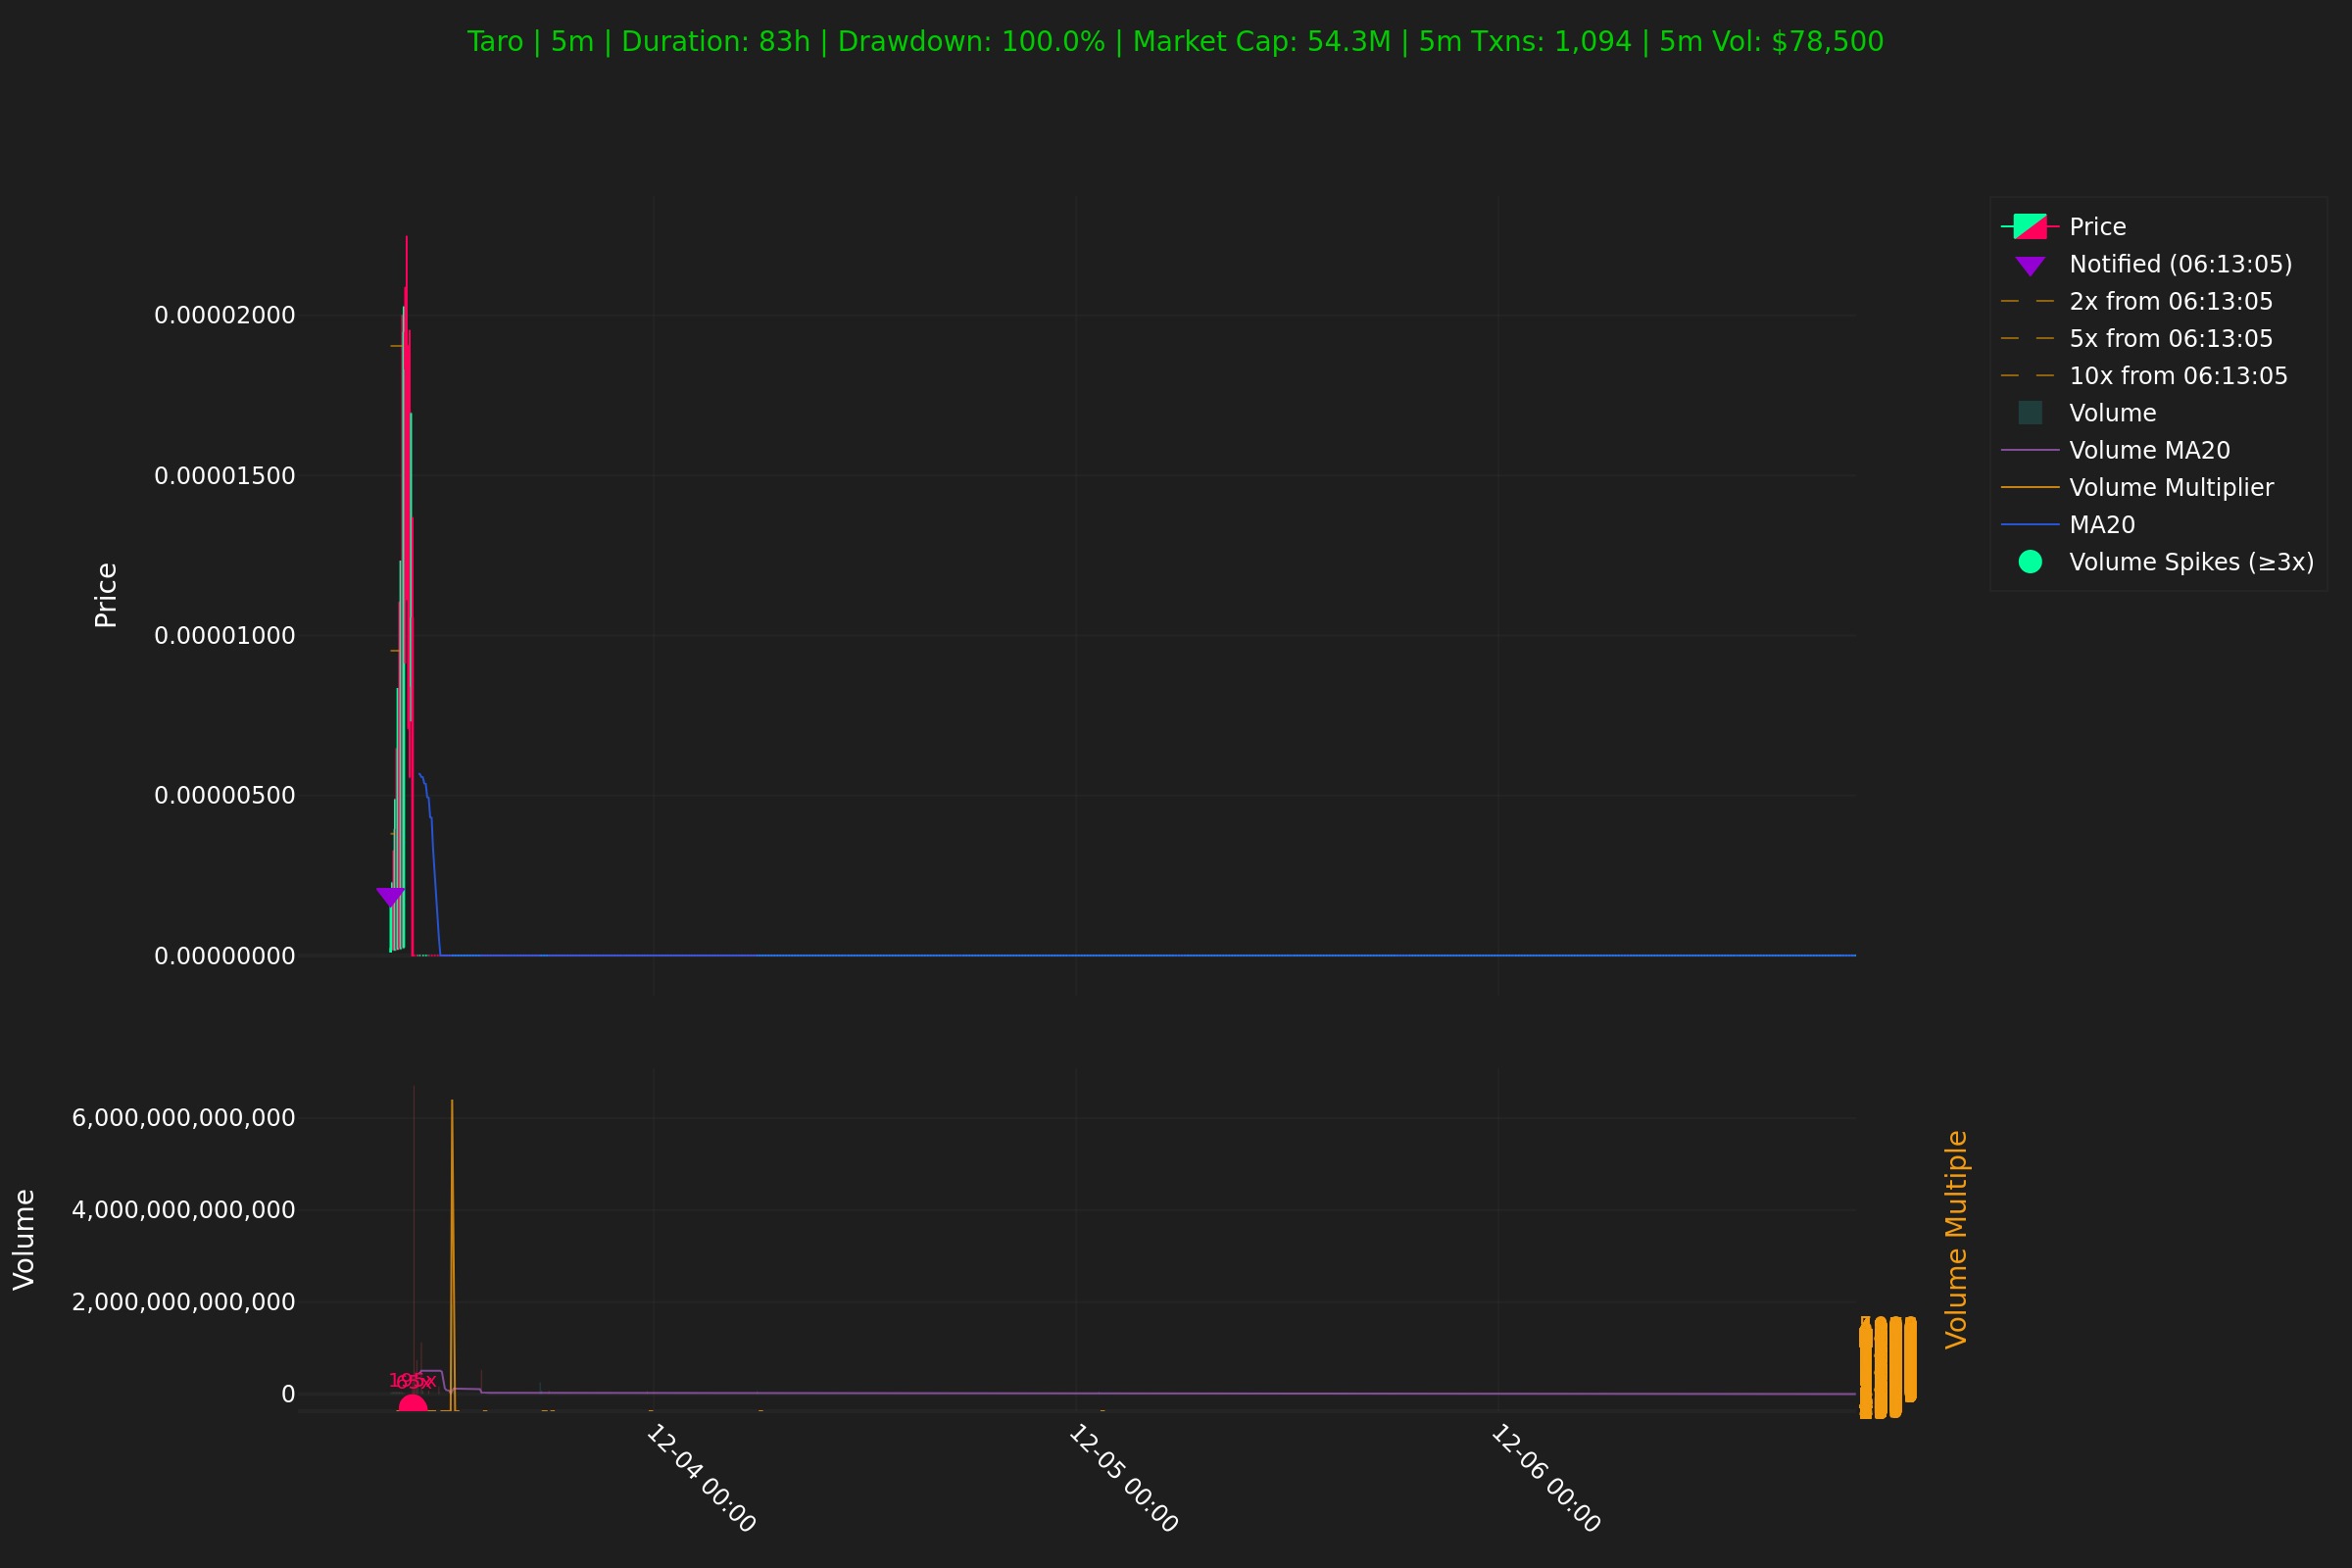 Taro | 5m | Duration: 83h | Drawdown: 100.0% | Market Cap: 54.3M | 5m Txns: 1,094 | 5m Vol: $78,500
Price
0.00002000
0.00001500
0.00001000
0.00000500
0.00000000
Price
Notified (06:13:05)
2x from 06:13:05
5x from 06:13:05
10x from 06:13:05
Volume
Volume MA20
Volume Multiplier
MA20
Volume Spikes (≥3x)
Volume
6,000,000,000,000
4,000,000,000,000
2,000,000,000,000
0
Volume Multiple
12-04 00:00
12-05 00:00
12-06 00:00